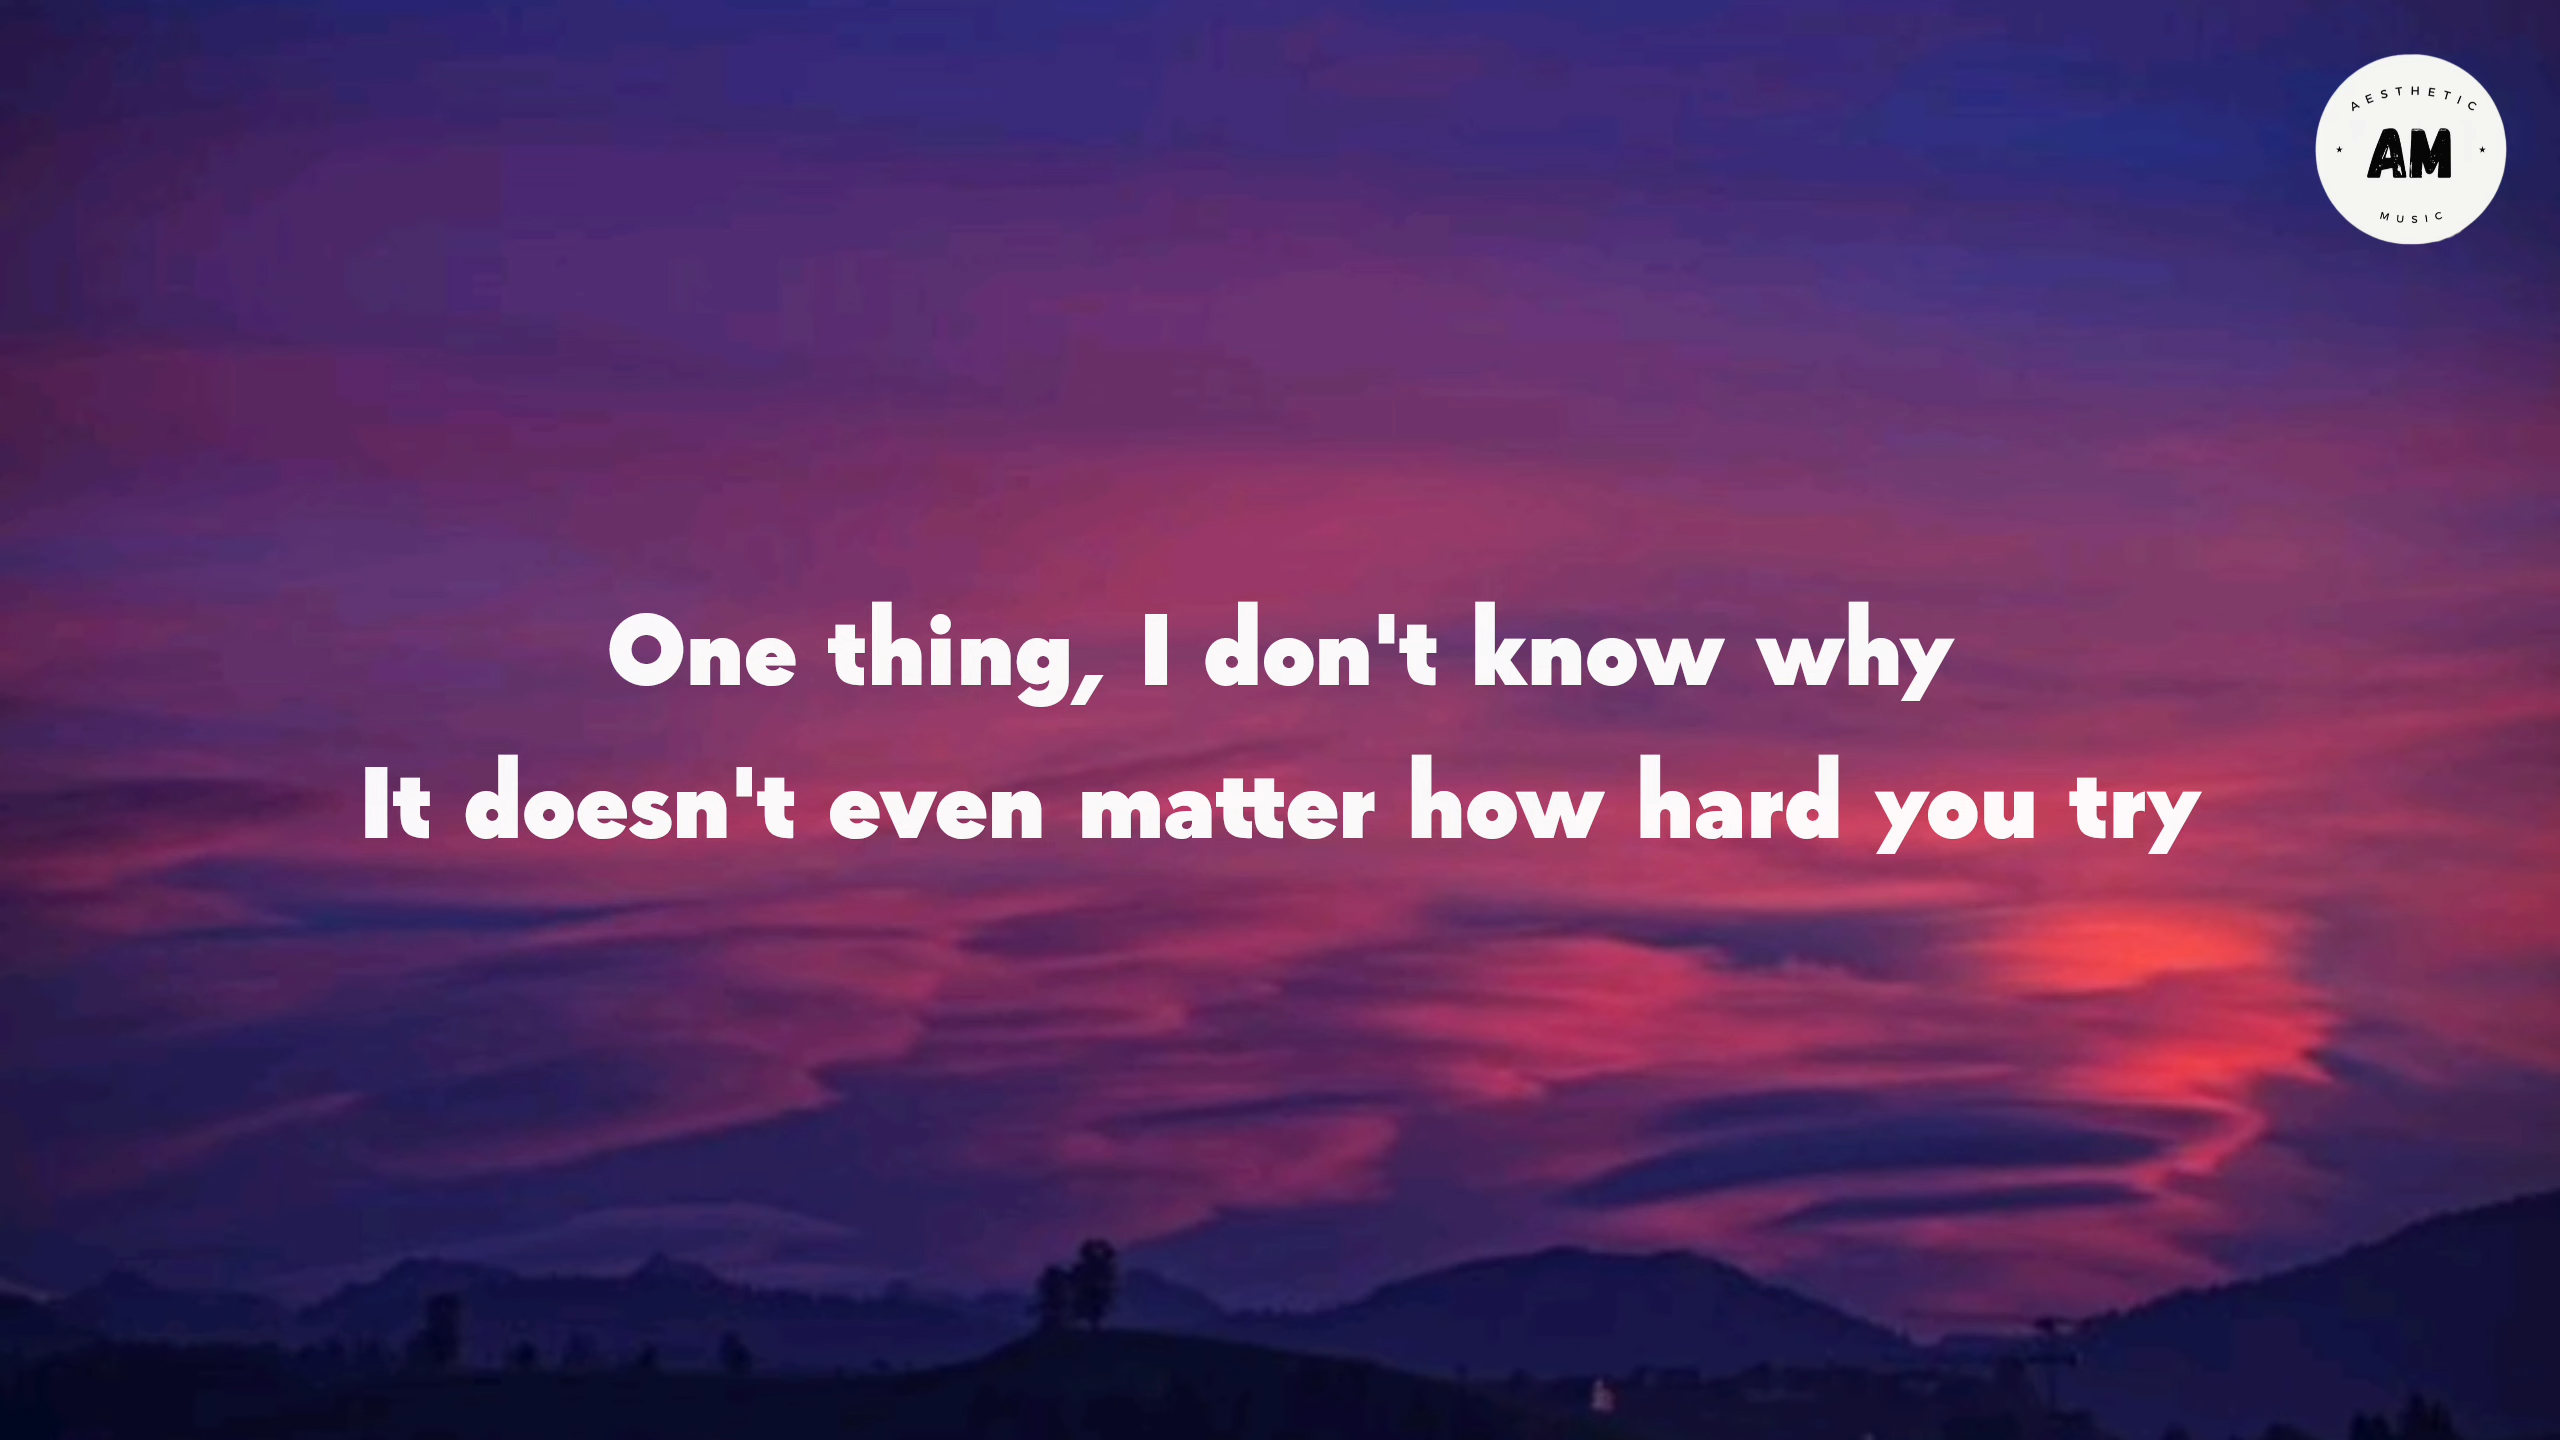 AESTHETIC
AM
MUSIC
One thing, I don't know why
It doesn't even matter how hard you try